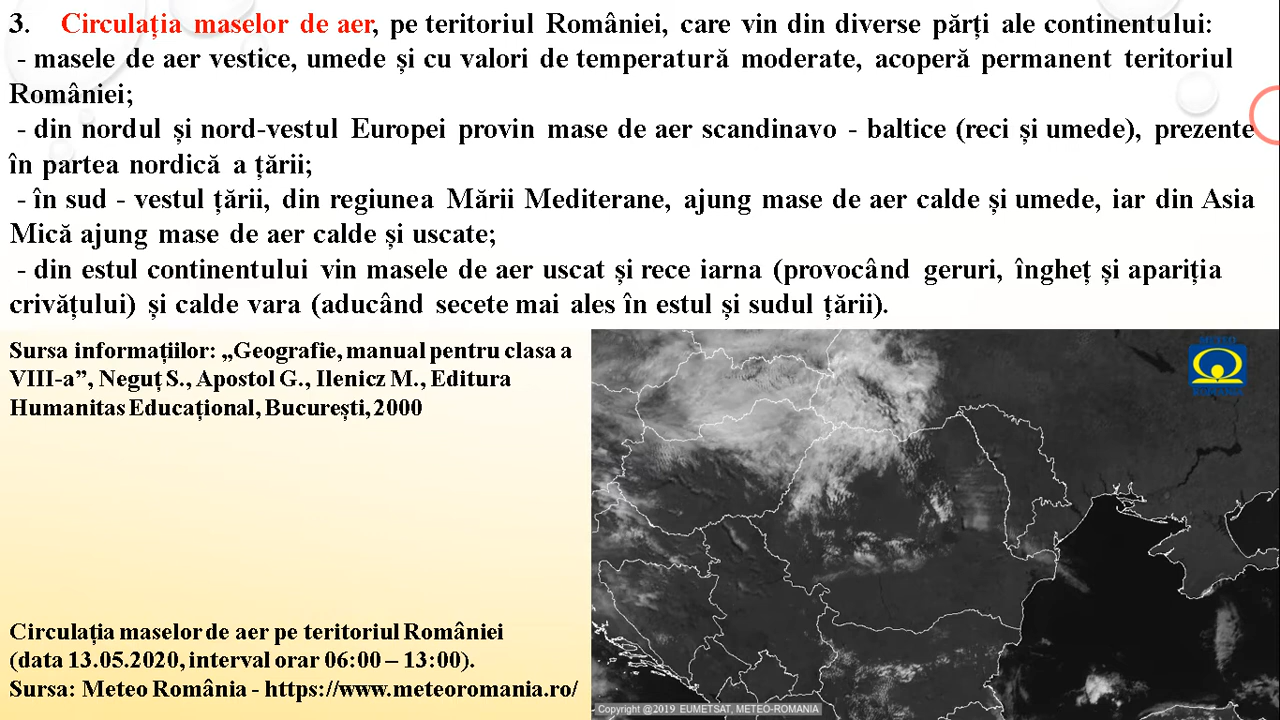 3. Circulația maselor de aer, pe teritoriul României, care vin din diverse părți ale continentului:
- masele de aer vestice, umede și cu valori de temperatură moderate, acoperă permanent teritoriul
României;
- din nordul și nord-vestul Europei provin mase de aer scandinavo - baltice (reci și umede), prezente
în partea nordică a țării;
- în sud - vestul țării, din regiunea Mării Mediterane, ajung mase de aer calde și umede, iar din Asia
Mică ajung mase de aer calde și uscate;
- din estul continentului vin masele de aer uscat și rece iarna (provocând geruri, îngheț și apariția
crivățului) și calde vara (aducând secete mai ales în estul și sudul țării).
Sursa informațiilor: „Geografie, manual pentru clasa a
VIII-a”, Neguț S., Apostol G., Ilenicz M., Editura
Humanitas Educațional, București, 2000
Circulația maselor de aer pe teritoriul României
(data 13.05.2020, interval orar 06:00 – 13:00).
Sursa: Meteo România - https://www.meteoromania.ro/
METEO
ROMANIA
Copyright @2019 EUMETSAT, METEO-ROMANIA